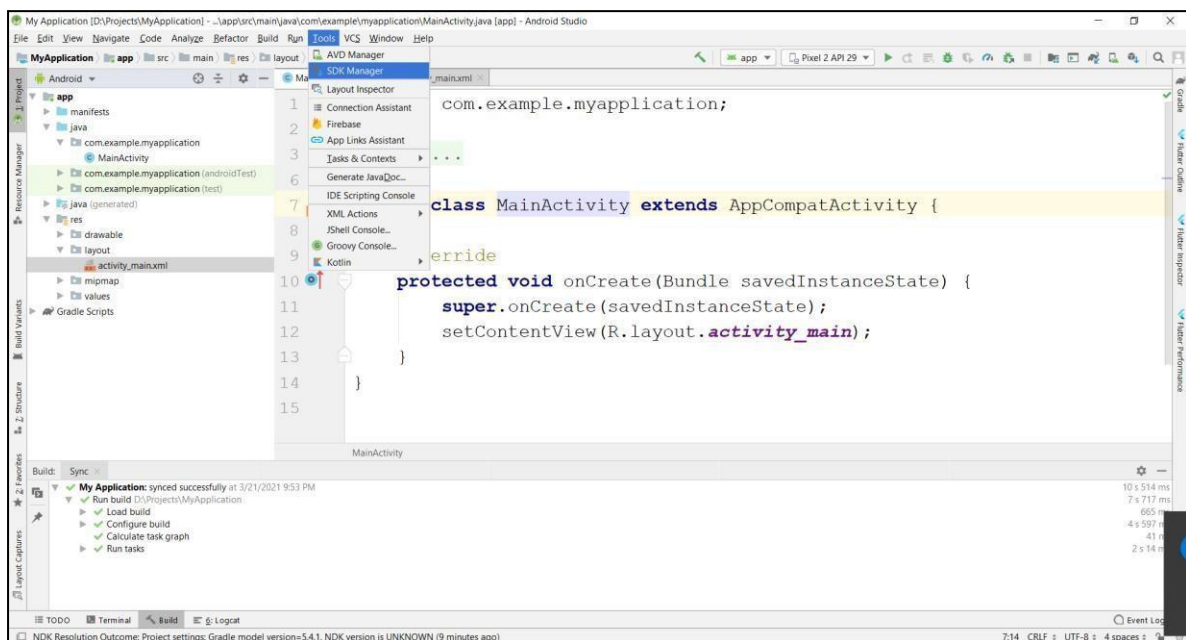 My Application [D:\Projects\MyApplication] - ...\app\src\main\java\com\example\myapplication\MainActivity.java [app] - Android Studio
File Edit View Navigate Code Analyze Refactor Build Run Tools VCS Window Help
MyApplication app src main res layout
app Pixel 2 API 29
AVD Manager
SDK Manager
Layout Inspector
Connection Assistant
Firebase
App Links Assistant
Tasks & Contexts
Generate JavaDoc...
IDE Scripting Console
XML Actions
JShell Console...
Groovy Console...
Kotlin
1: Project
Resource Manager
Build Variants
7: Structure
2: Favorites
Layout Captures
Android
app
manifests
java
com.example.myapplication
MainActivity
com.example.myapplication (androidTest)
com.example.myapplication (test)
java (generated)
res
drawable
layout
activity_main.xml
mipmap
values
Gradle Scripts
Ma
_main.xml
1 com.example.myapplication;
2
3 ...
6
7 class MainActivity extends AppCompatActivity {
8
9 erride
10 protected void onCreate(Bundle savedInstanceState) {
11 super.onCreate(savedInstanceState);
12 setContentView(R.layout.activity_main);
13 }
14 }
15
MainActivity
Gradle
Flutter Outline
Flutter Inspector
Flutter Performance
Build: Sync
My Application: synced successfully at 3/21/2021 9:53 PM 10 s 514 ms
Run build D:\Projects\MyApplication 7 s 717 ms
Load build 665 m
Configure build 4 s 597 m
Calculate task graph 41 m
Run tasks 2 s 14 m
TODO Terminal Build 6: Logcat Event Log
NDK Resolution Outcome: Project settings: Gradle model version=5.4.1, NDK version is UNKNOWN (9 minutes ago) 7:14 CRLF UTF-8 4 spaces